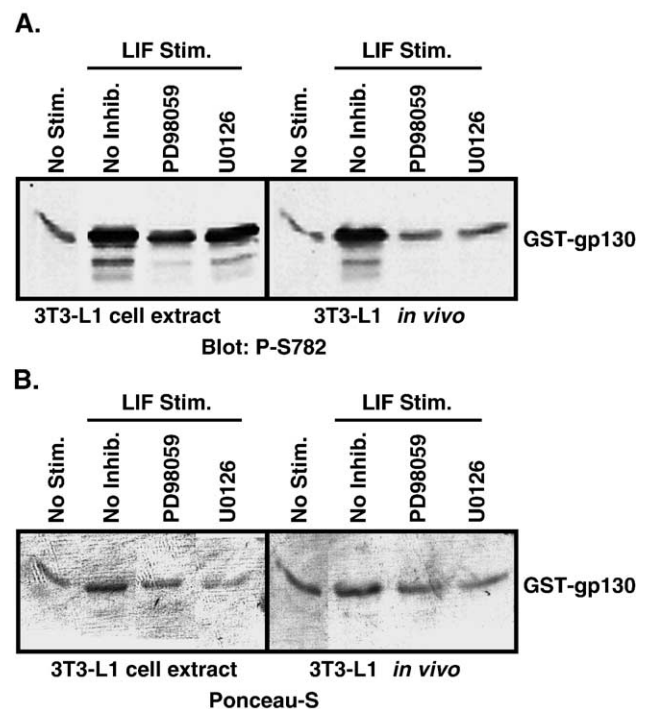 A.
LIF Stim. LIF Stim.
No Stim. No Inhib. PD98059 U0126 No Stim. No Inhib. PD98059 U0126
GST-gp130
3T3-L1 cell extract 3T3-L1 in vivo
Blot: P-S782
B.
LIF Stim. LIF Stim.
No Stim. No Inhib. PD98059 U0126 No Stim. No Inhib. PD98059 U0126
GST-gp130
3T3-L1 cell extract 3T3-L1 in vivo
Ponceau-S